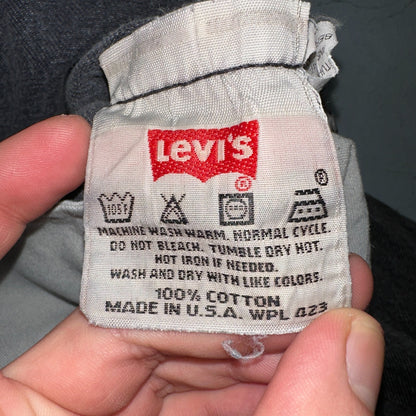 Levi's
®
®
105F
MACHINE WASH WARM. NORMAL CYCLE.
DO NOT BLEACH. TUMBLE DRY HOT.
HOT IRON IF NEEDED.
WASH AND DRY WITH LIKE COLORS.
100% COTTON
MADE IN U.S.A. WPL 423